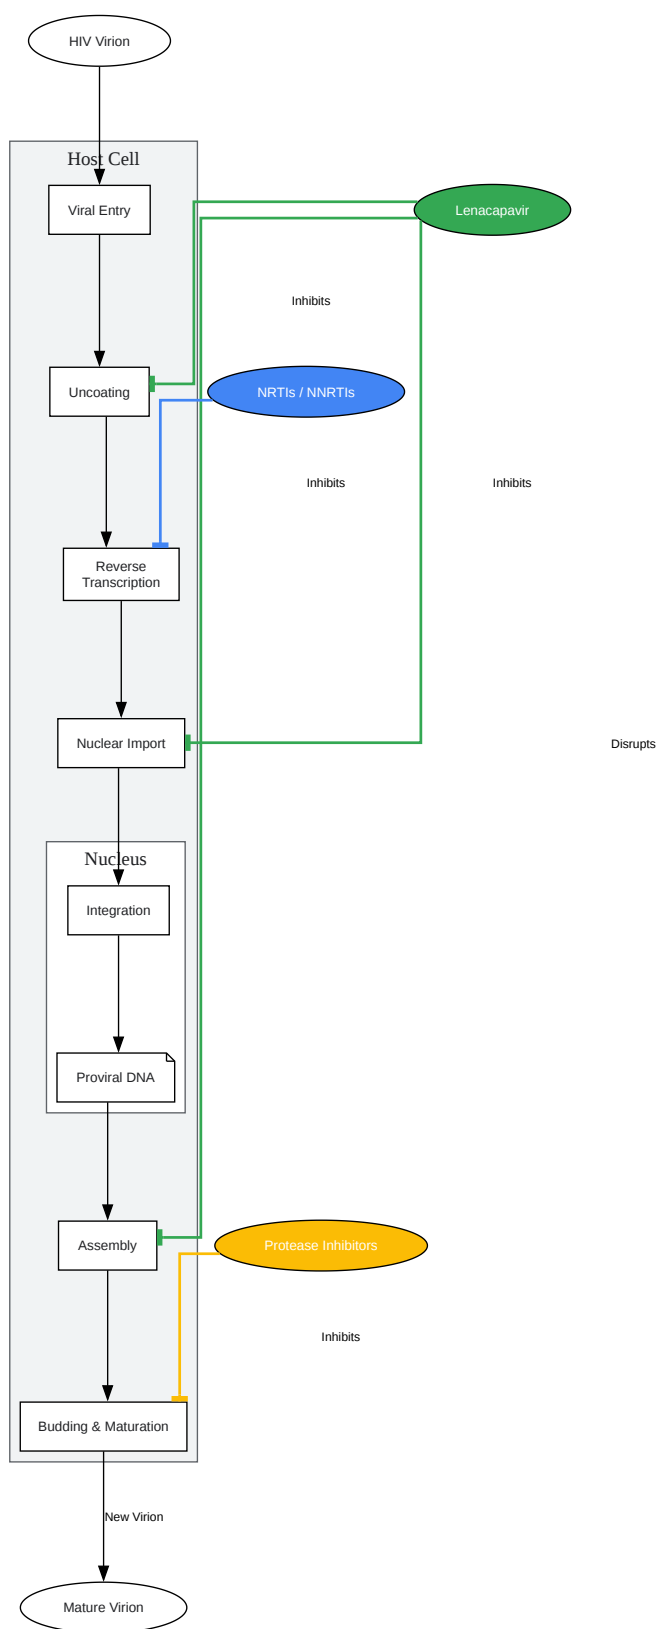 HIV Virion
Host Cell
Viral Entry
Lenacapavir
Inhibits
Uncoating
NRTIs / NNRTIs
Inhibits
Inhibits
Reverse
Transcription
Nuclear Import
Disrupts
Nucleus
Integration
Proviral DNA
Assembly
Protease Inhibitors
Inhibits
Budding & Maturation
New Virion
Mature Virion